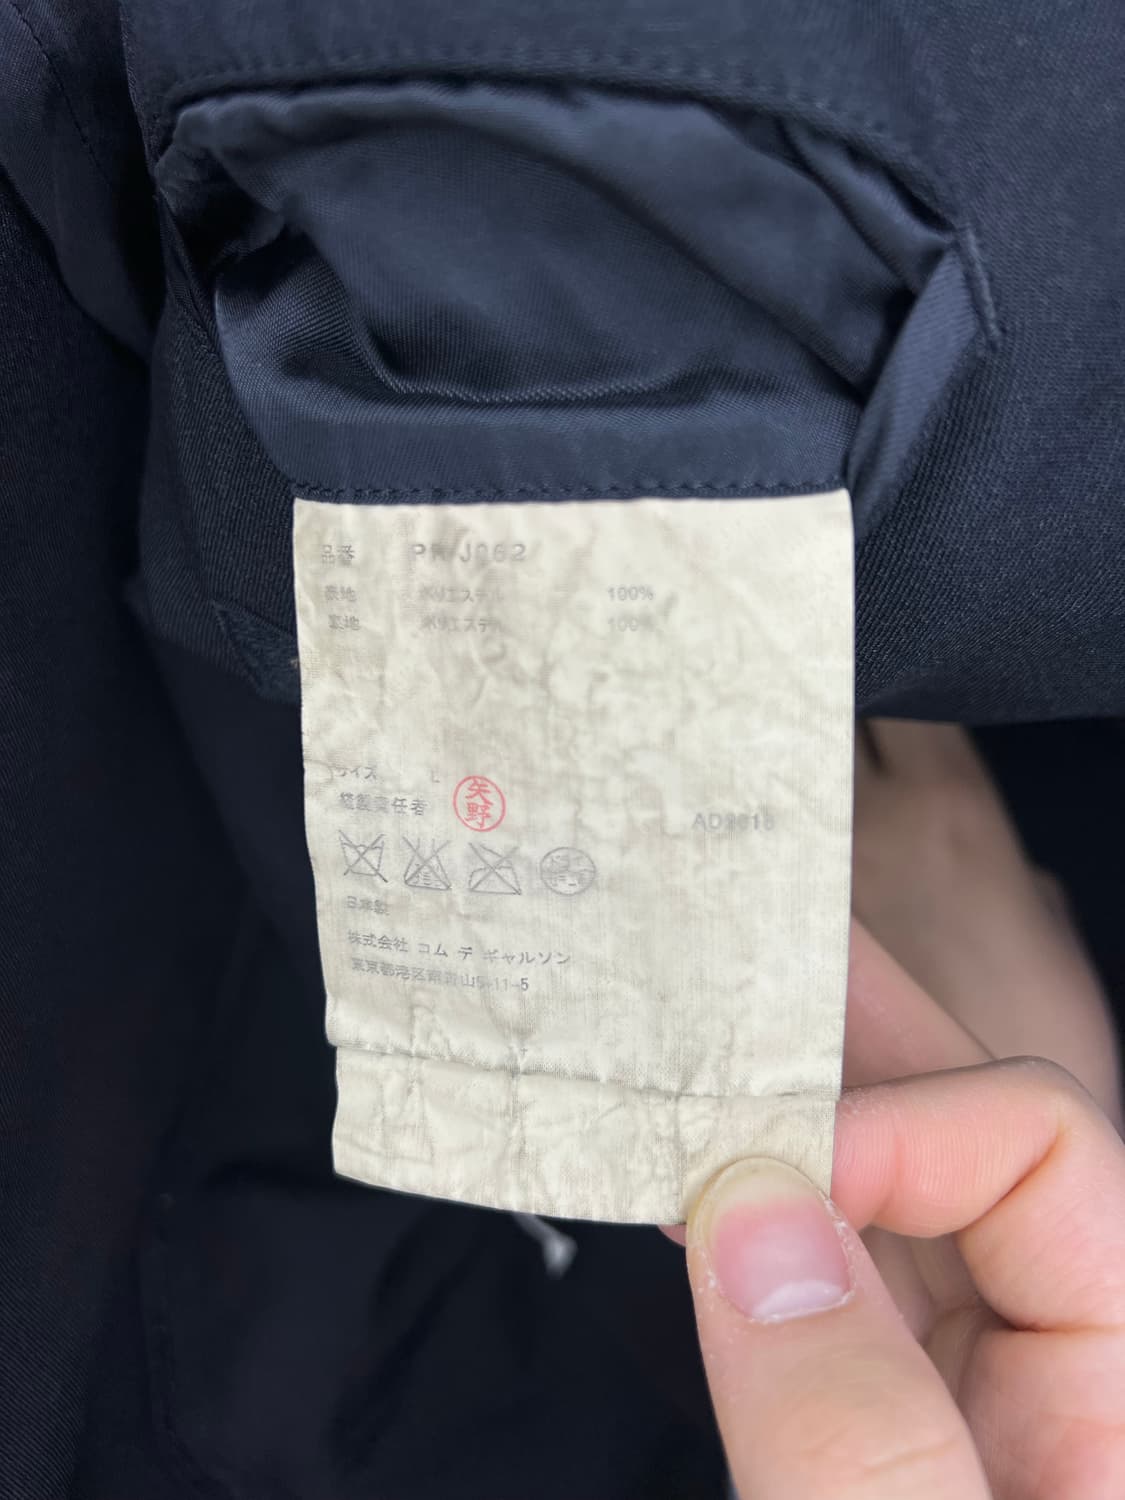 品番 PR-J062
表地 ポリエステル 100%
裏地 ポリエステル 100%
サイズ L
縫製責任者 矢野
日本製
株式会社 コム デ ギャルソン
東京都港区南青山5-11-5